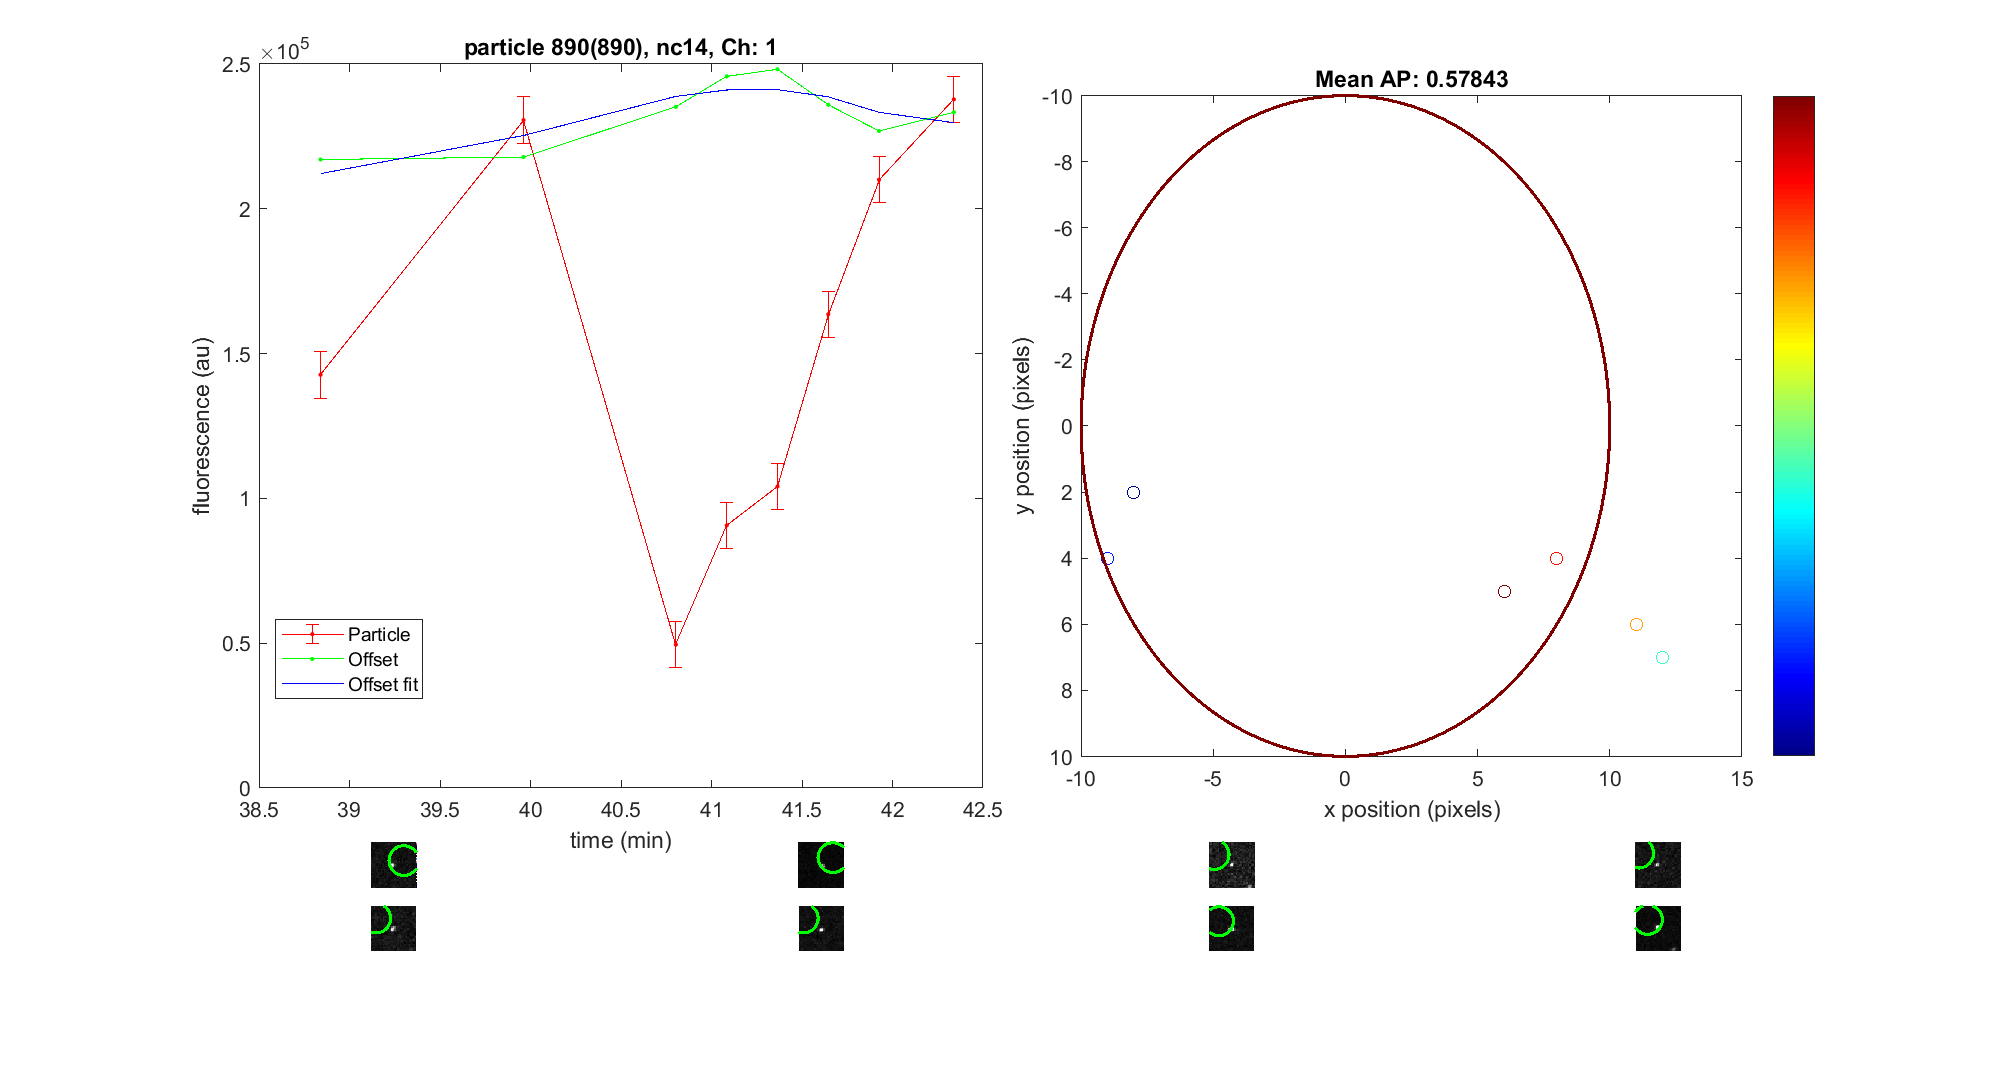 particle 890(890), nc14, Ch: 1
×10^5
2.5
2
1.5
1
0.5
0
fluorescence (au)
38.5 39 39.5 40 40.5 41 41.5 42 42.5
time (min)
Particle
Offset
Offset fit
Mean AP: 0.57843
-10
-8
-6
-4
-2
0
2
4
6
8
10
y position (pixels)
-10 -5 0 5 10 15
x position (pixels)